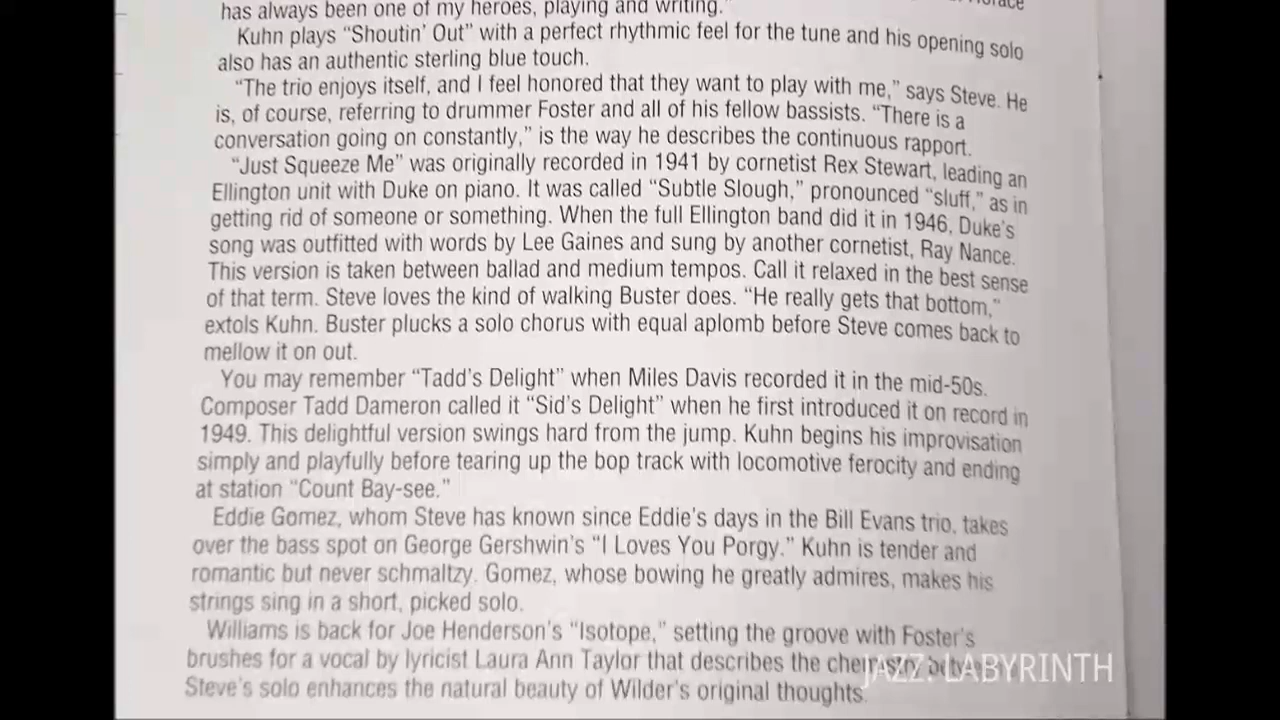 has always been one of my heroes, playing and writing."
Kuhn plays “Shoutin’ Out” with a perfect rhythmic feel for the tune and his opening solo
also has an authentic sterling blue touch.
“The trio enjoys itself, and I feel honored that they want to play with me,” says Steve. He
is, of course, referring to drummer Foster and all of his fellow bassists. “There is a
conversation going on constantly,” is the way he describes the continuous rapport.
“Just Squeeze Me” was originally recorded in 1941 by cornetist Rex Stewart, leading an
Ellington unit with Duke on piano. It was called “Subtle Slough,” pronounced “sluff,” as in
getting rid of someone or something. When the full Ellington band did it in 1946, Duke’s
song was outfitted with words by Lee Gaines and sung by another cornetist, Ray Nance.
This version is taken between ballad and medium tempos. Call it relaxed in the best sense
of that term. Steve loves the kind of walking Buster does. “He really gets that bottom,”
extols Kuhn. Buster plucks a solo chorus with equal aplomb before Steve comes back to
mellow it on out.
You may remember “Tadd’s Delight” when Miles Davis recorded it in the mid-50s.
Composer Tadd Dameron called it “Sid’s Delight” when he first introduced it on record in
1949. This delightful version swings hard from the jump. Kuhn begins his improvisation
simply and playfully before tearing up the bop track with locomotive ferocity and ending
at station “Count Bay-see.”
Eddie Gomez, whom Steve has known since Eddie’s days in the Bill Evans trio, takes
over the bass spot on George Gershwin’s “I Loves You Porgy.” Kuhn is tender and
romantic but never schmaltzy. Gomez, whose bowing he greatly admires, makes his
strings sing in a short, picked solo.
Williams is back for Joe Henderson’s “Isotope,” setting the groove with Foster’s
brushes for a vocal by lyricist Laura Ann Taylor that describes the
Steve’s solo enhances the natural beauty of Wilder’s original thoughts.
JAZZ. LABYRINTH